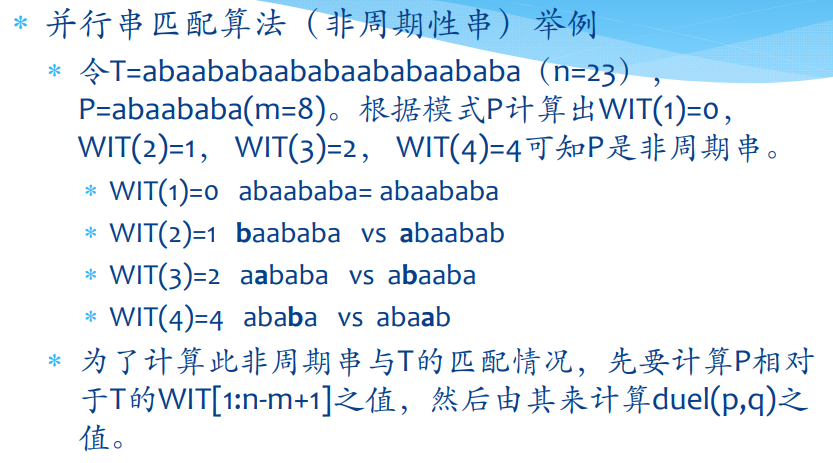 * 并行串匹配算法（非周期性串）举例
* 令T=abaababaababaababaababa（n=23），
P=abaababa(m=8)。根据模式P计算出WIT(1)=0，
WIT(2)=1， WIT(3)=2， WIT(4)=4可知P是非周期串。
* WIT(1)=0 abaababa= abaababa
* WIT(2)=1 baababa vs abaabab
* WIT(3)=2 aababa vs abaaba
* WIT(4)=4 ababa vs abaab
* 为了计算此非周期串与T的匹配情况，先要计算P相对
于T的WIT[1:n-m+1]之值，然后由其来计算duel(p,q)之
值。